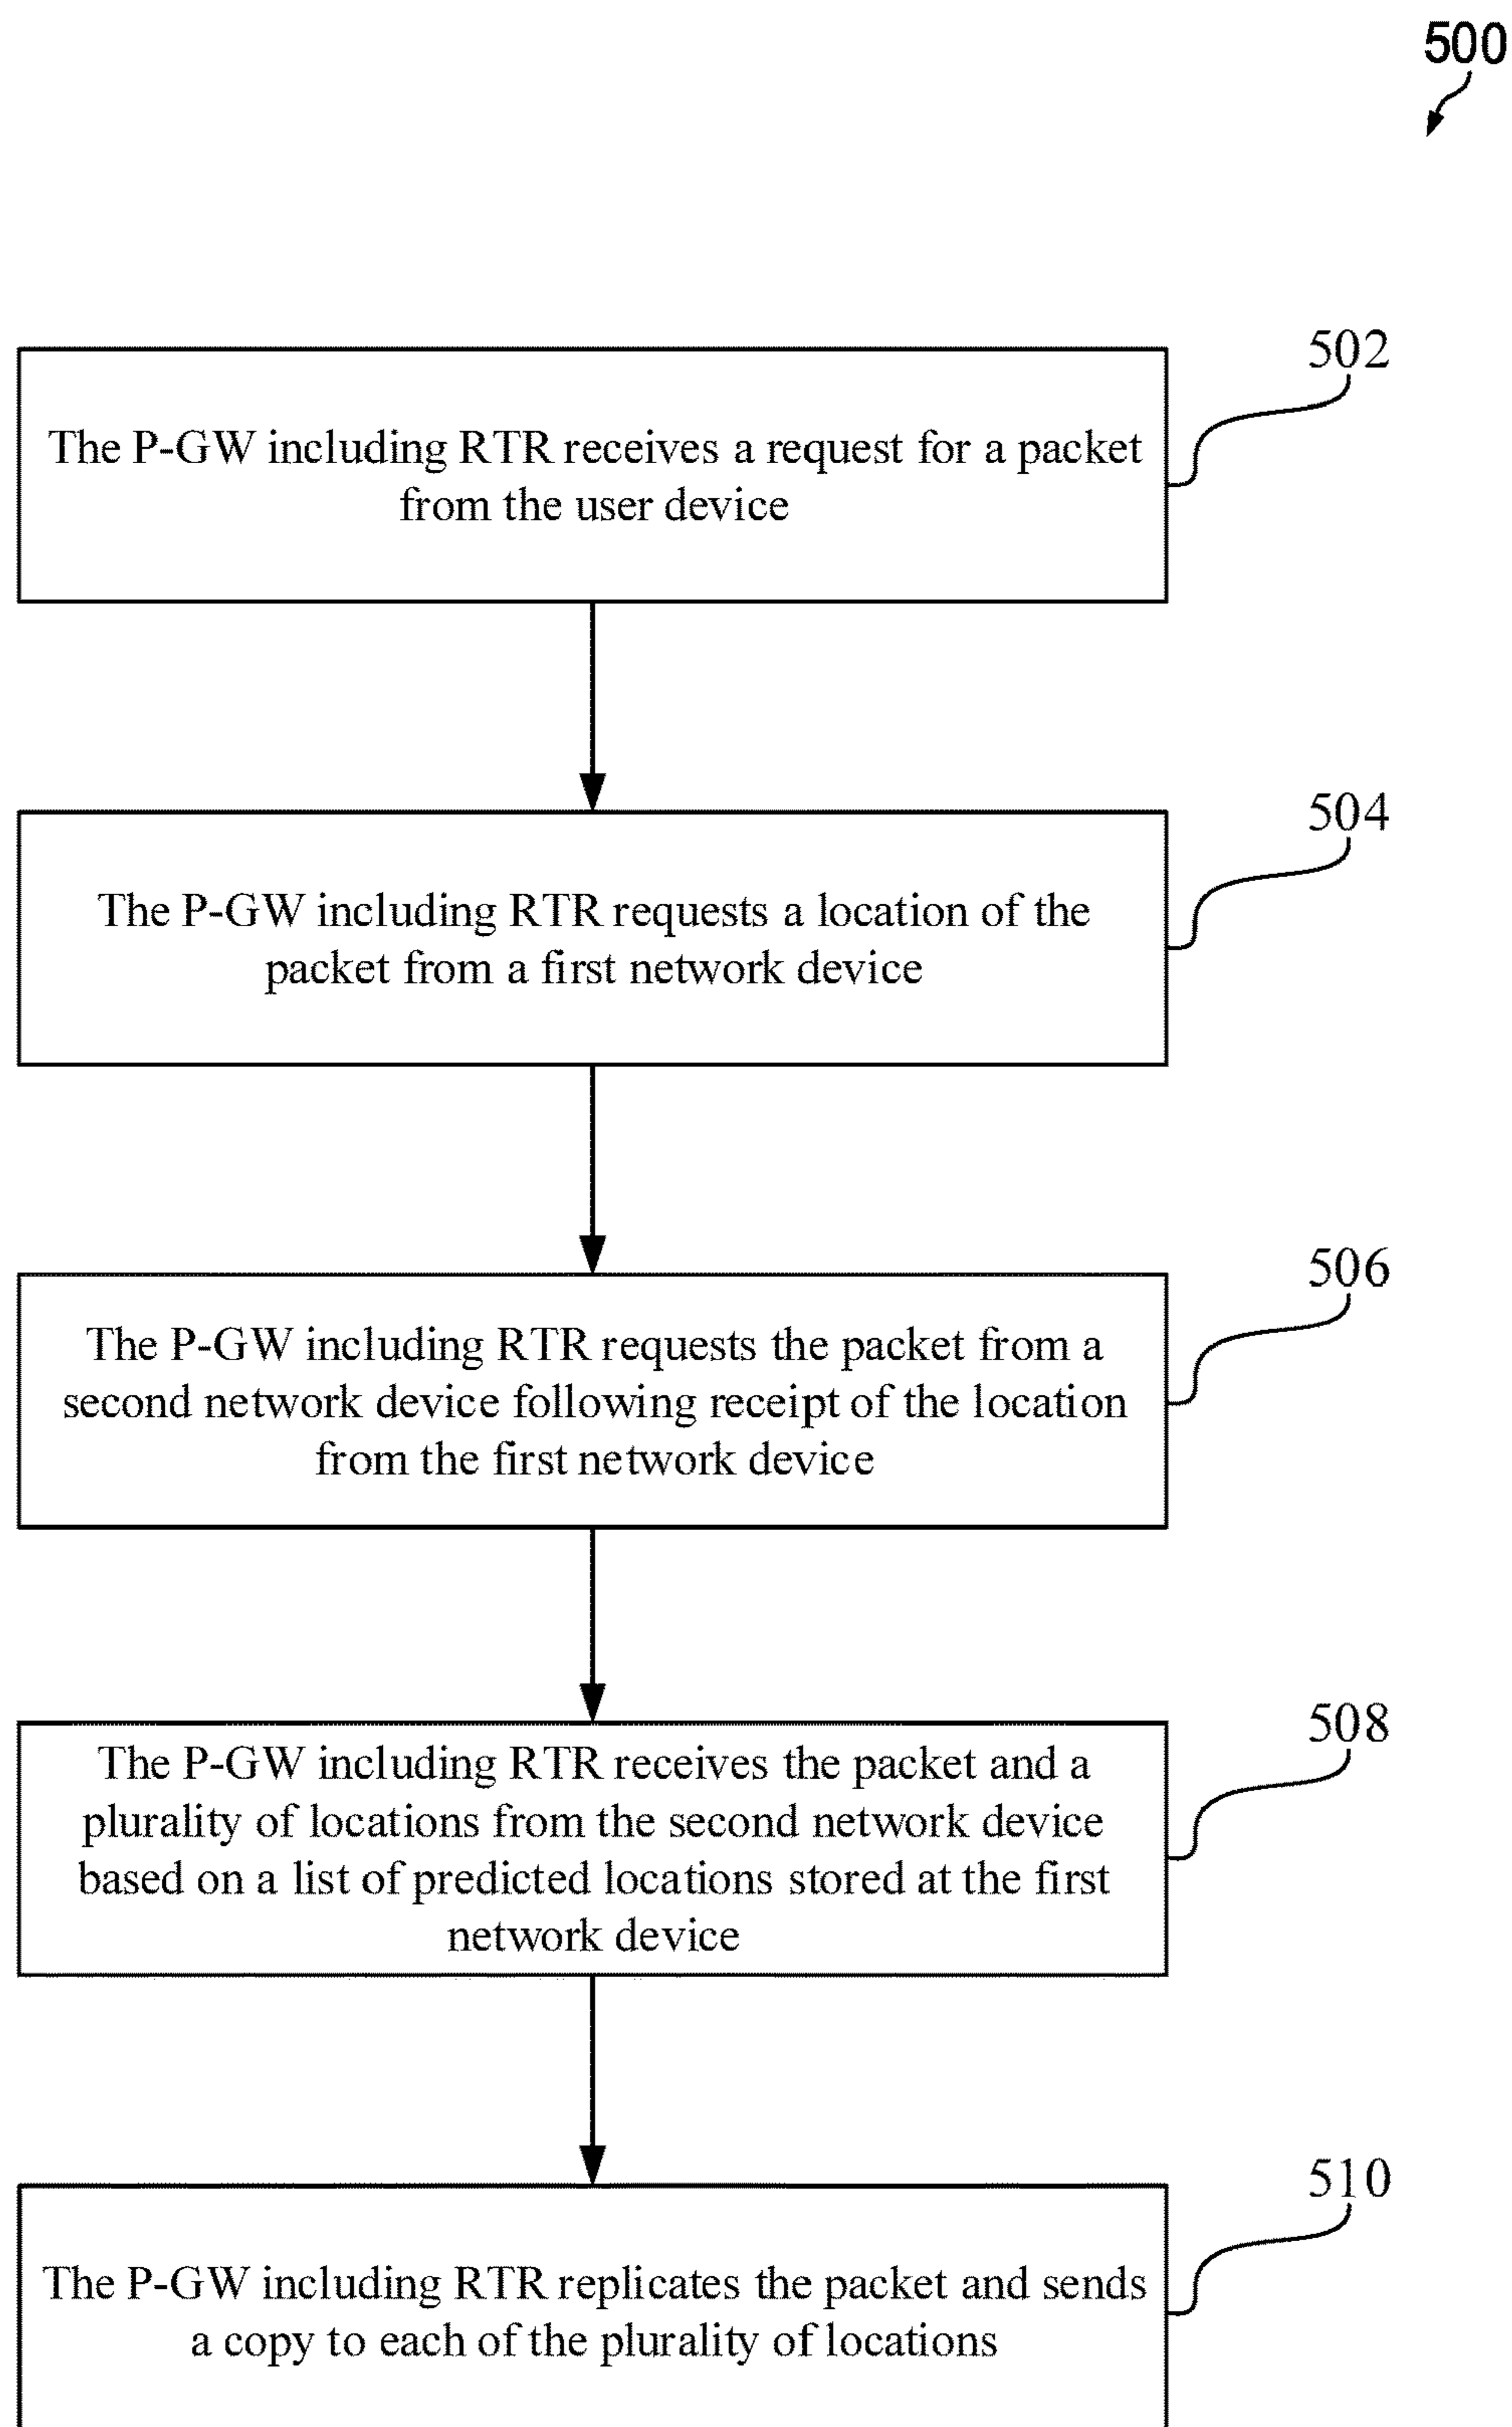 500
502
The P-GW including RTR receives a request for a packet
from the user device
504
The P-GW including RTR requests a location of the
packet from a first network device
506
The P-GW including RTR requests the packet from a
second network device following receipt of the location
from the first network device
508
The P-GW including RTR receives the packet and a
plurality of locations from the second network device
based on a list of predicted locations stored at the first
network device
510
The P-GW including RTR replicates the packet and sends
a copy to each of the plurality of locations